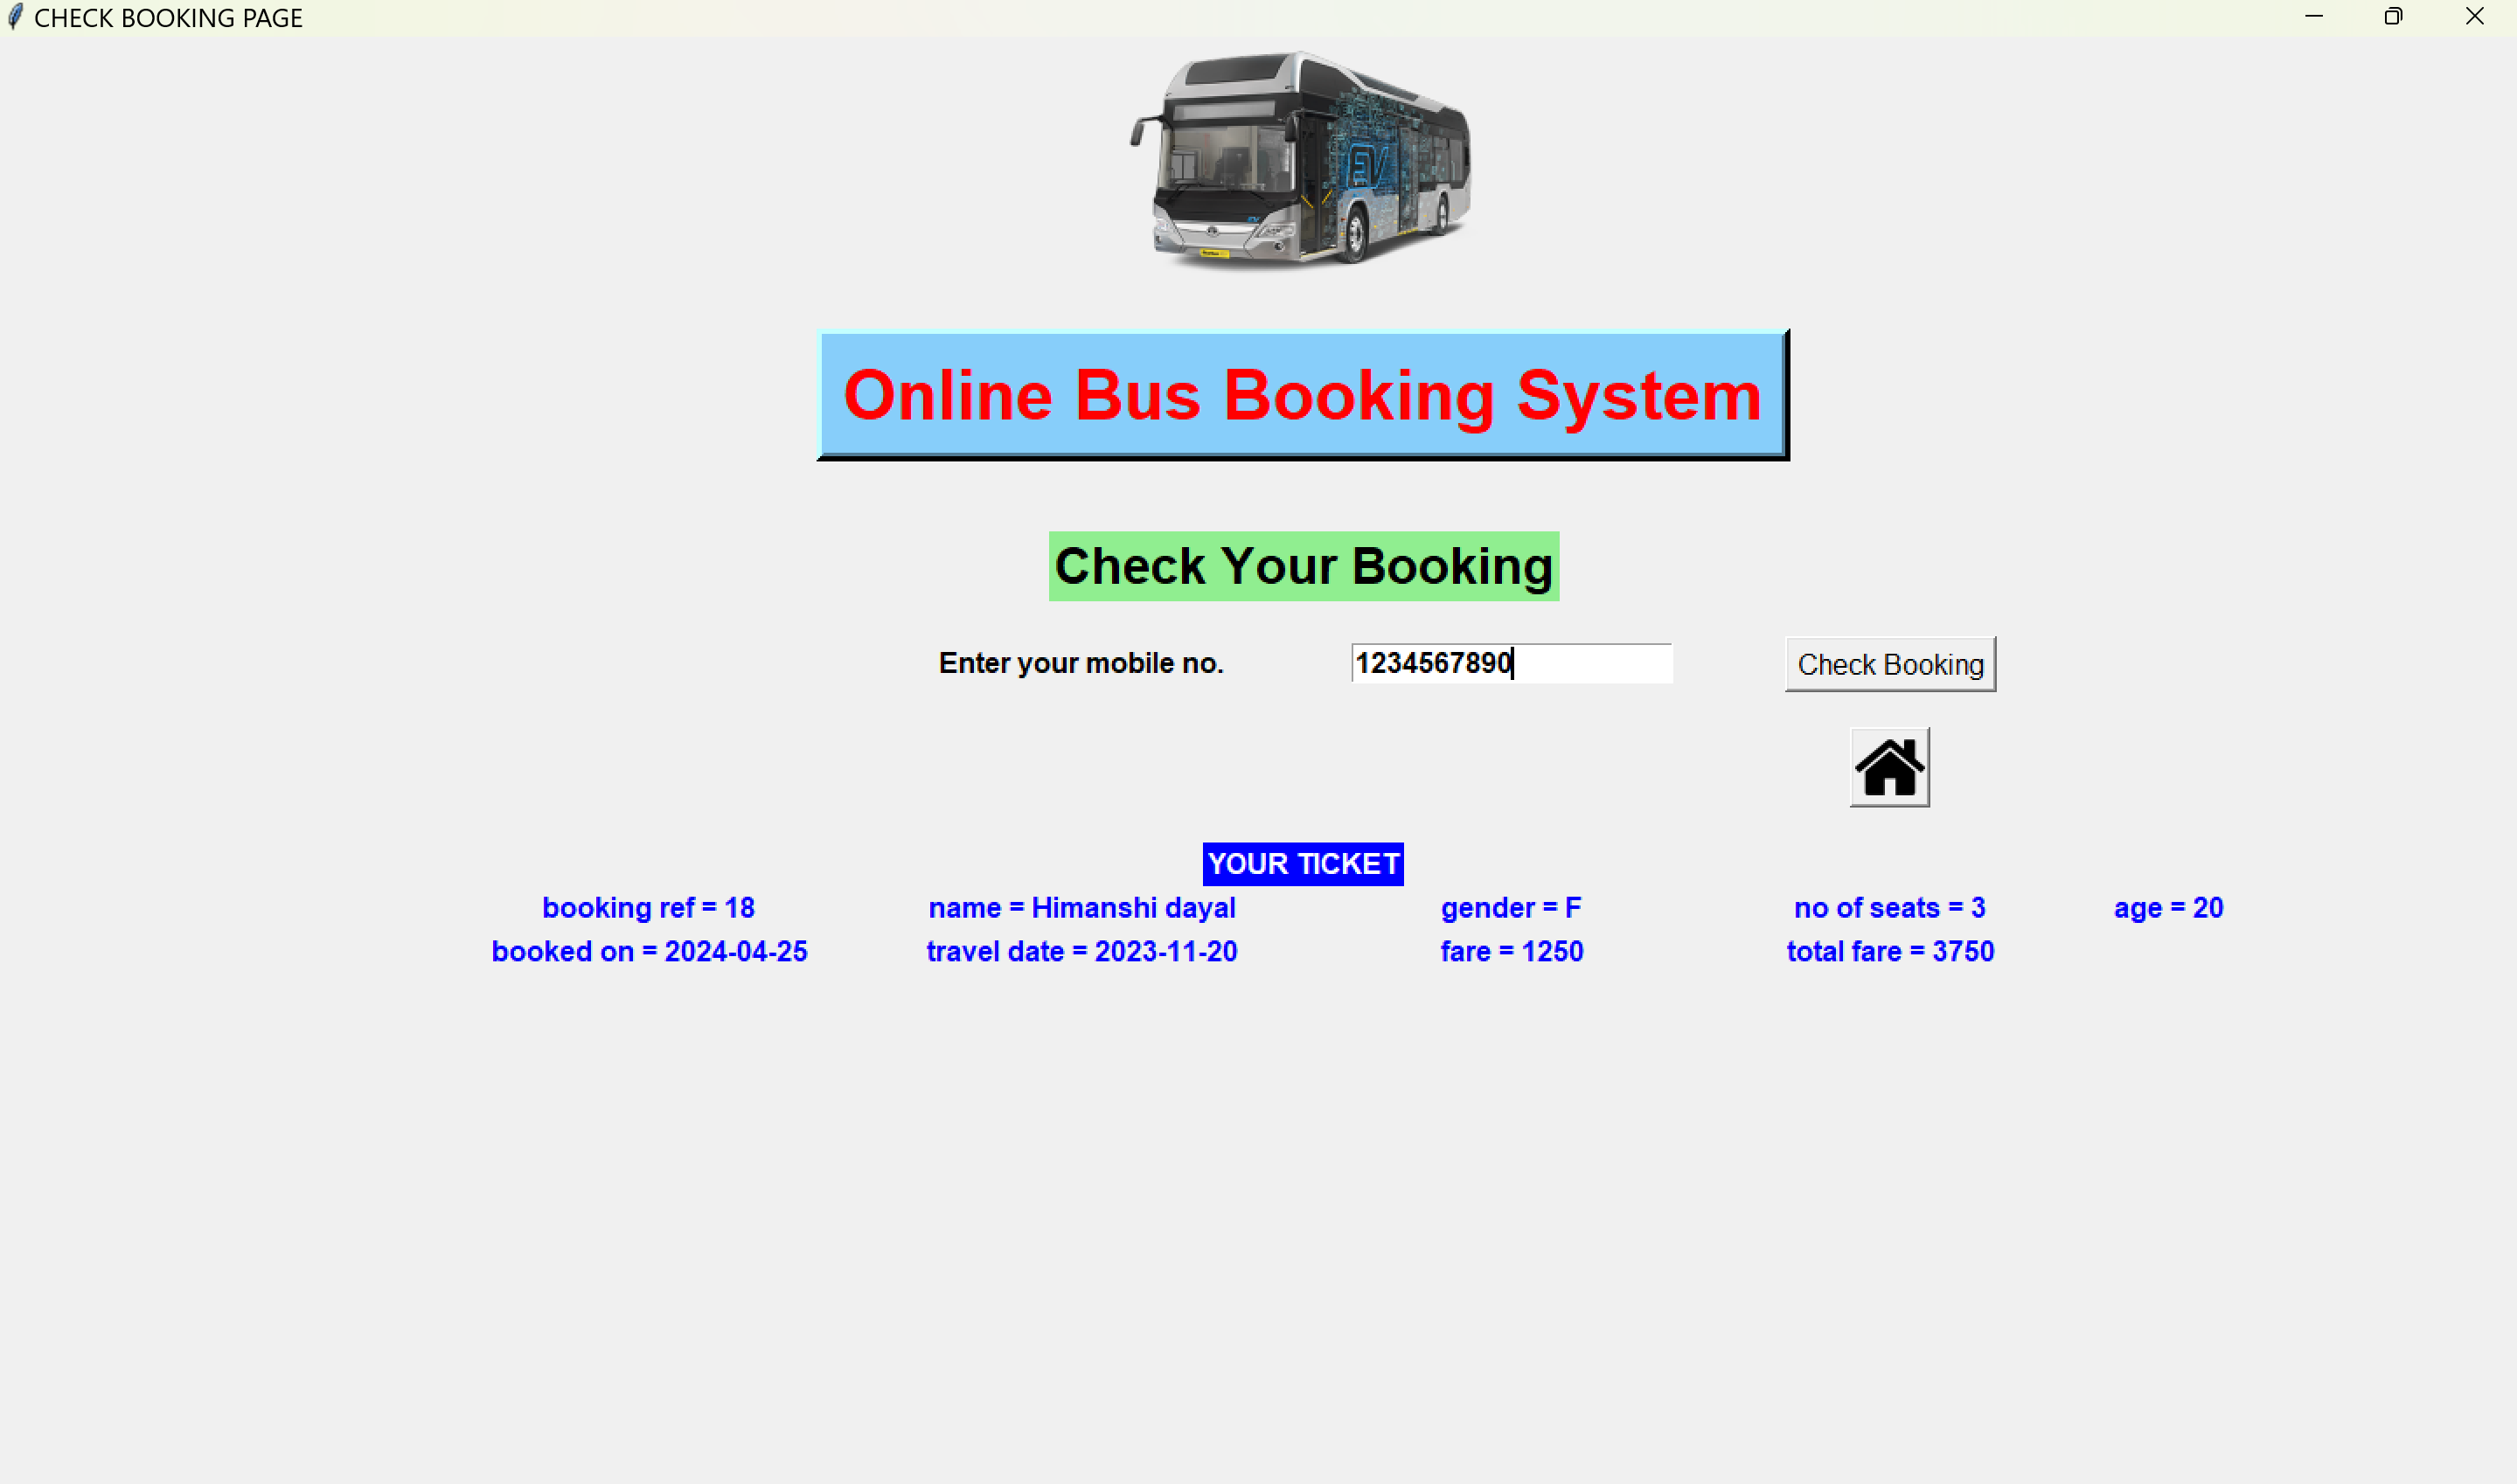 CHECK BOOKING PAGE
EV
Online Bus Booking System
Check Your Booking
Enter your mobile no. 1234567890 Check Booking
YOUR TICKET
booking ref = 18 name = Himanshi dayal gender = F no of seats = 3 age = 20
booked on = 2024-04-25 travel date = 2023-11-20 fare = 1250 total fare = 3750